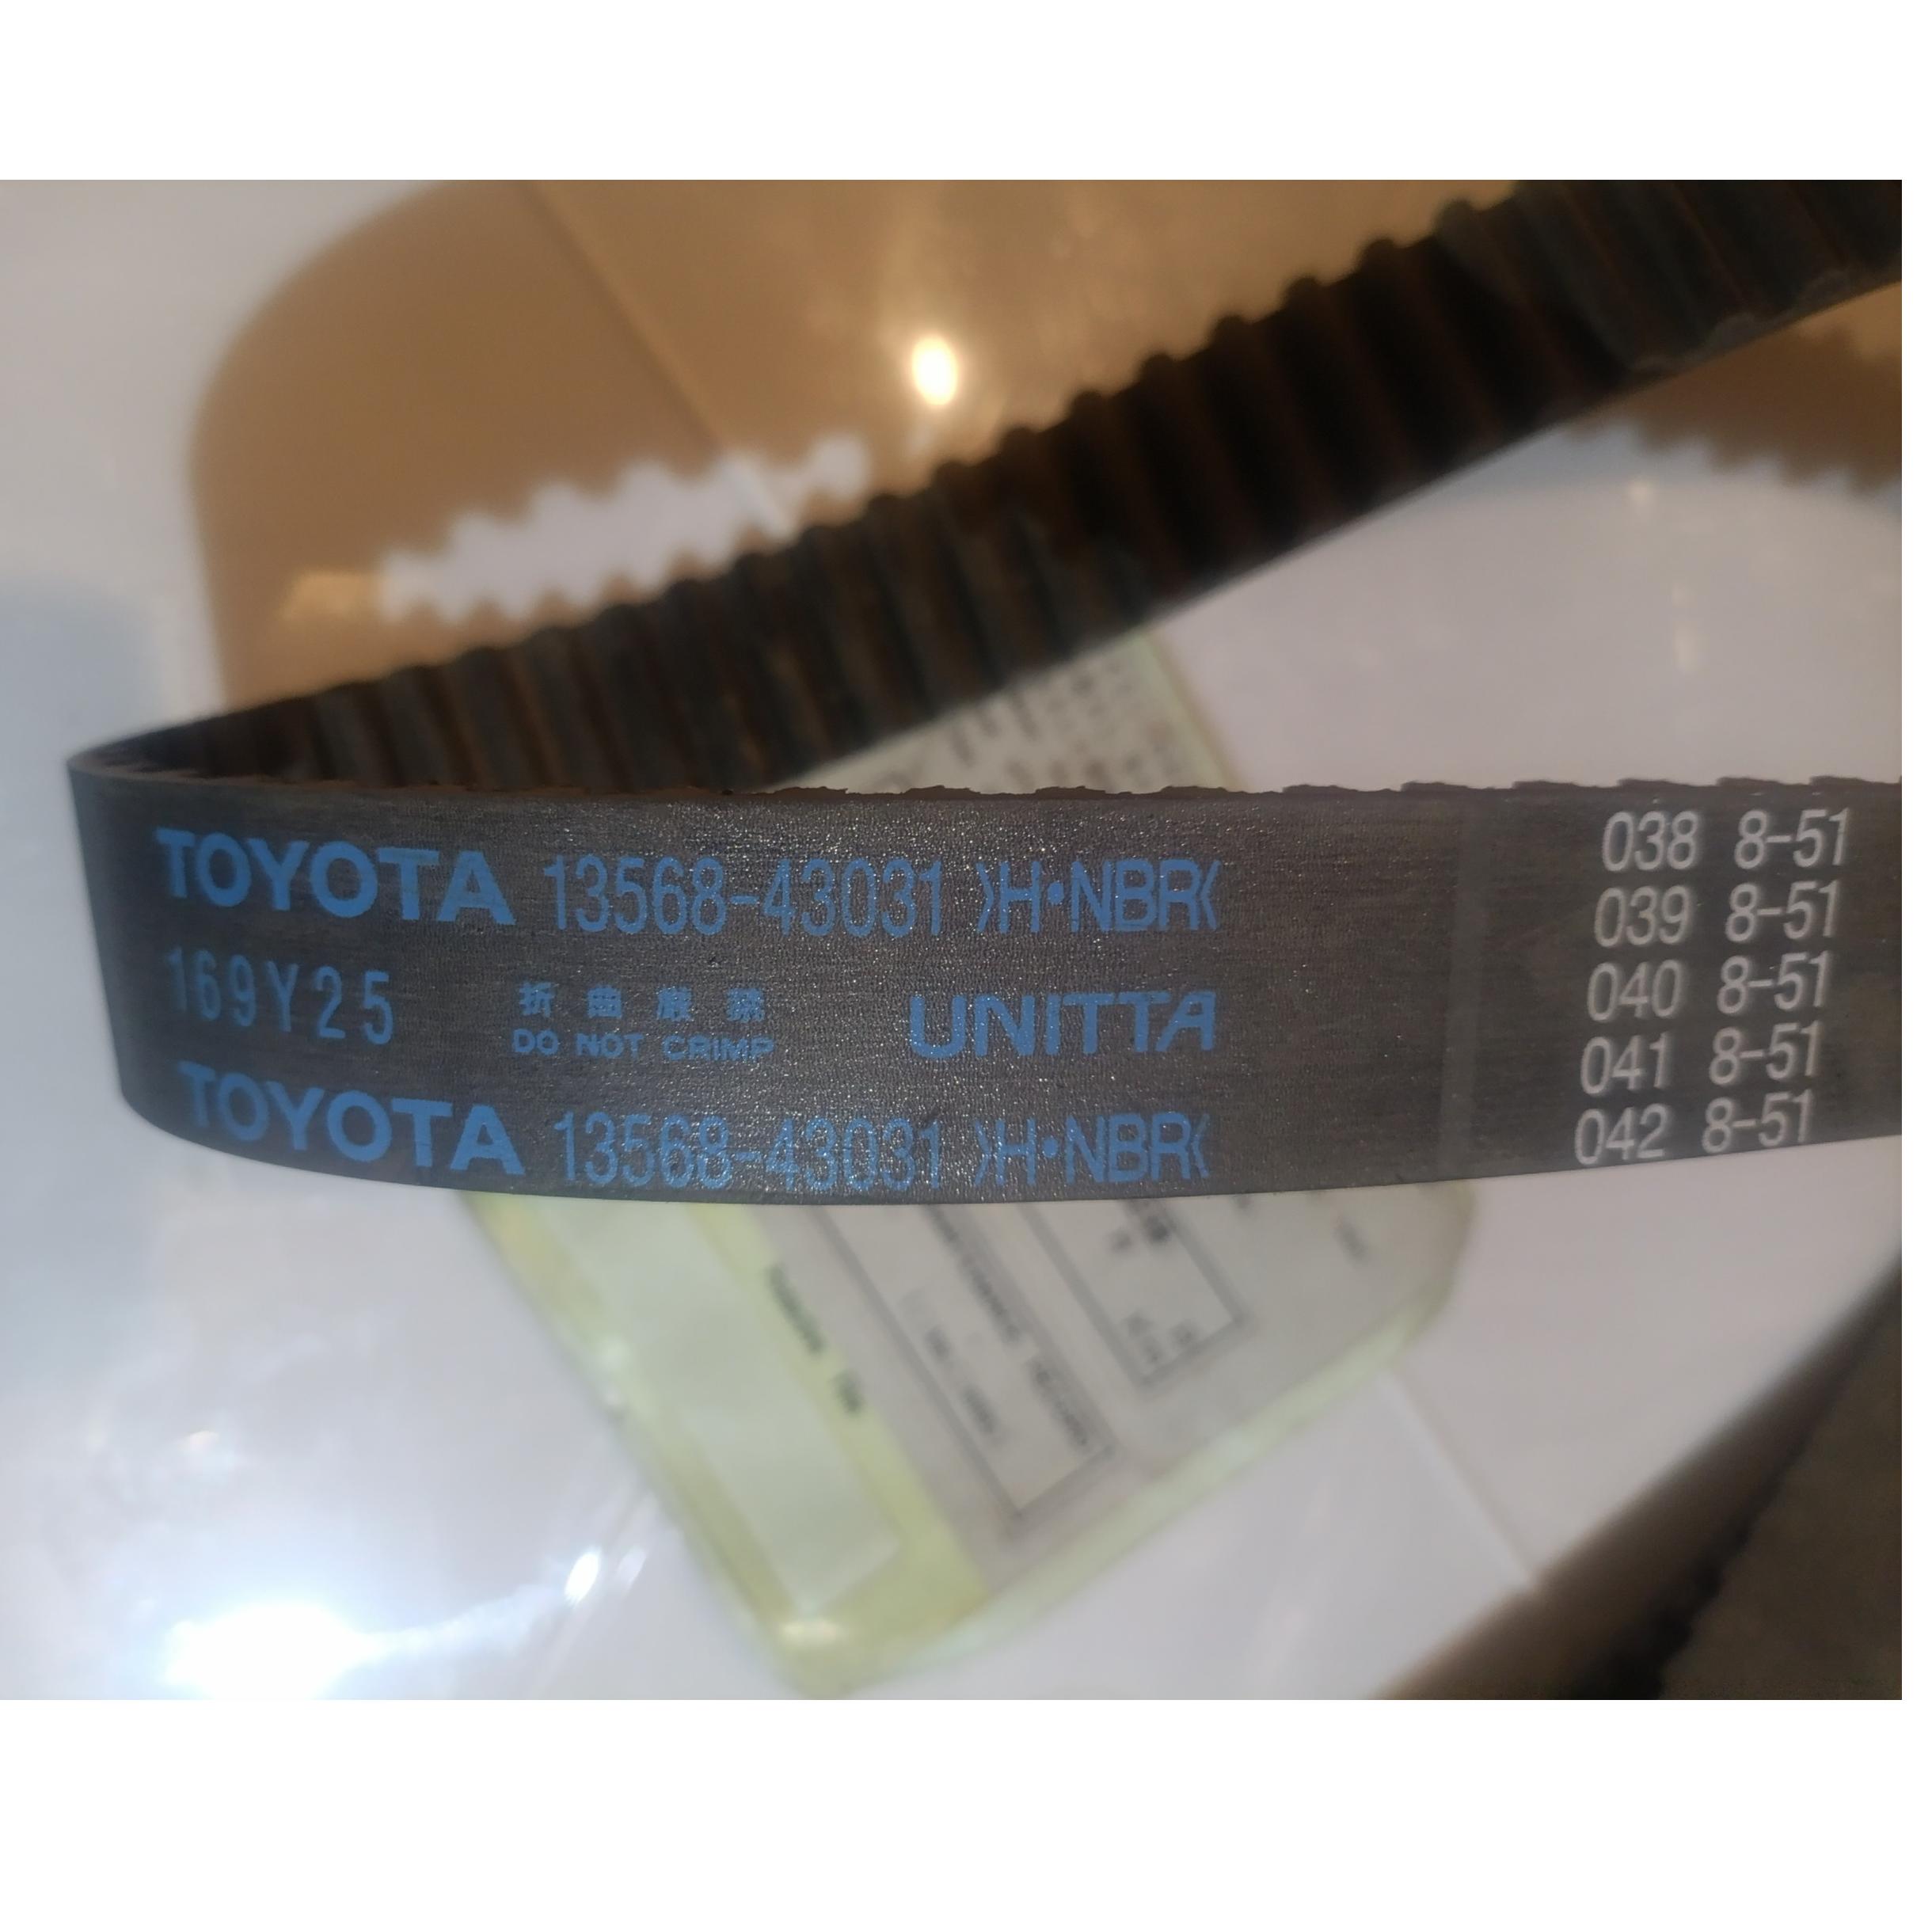 TOYOTA 13568-43031 >H•NBR<
169Y25 折曲厳禁 UNITTA
DO NOT CRIMP
TOYOTA 13568-43031 >H•NBR<
038 8-51
039 8-51
040 8-51
041 8-51
042 8-51